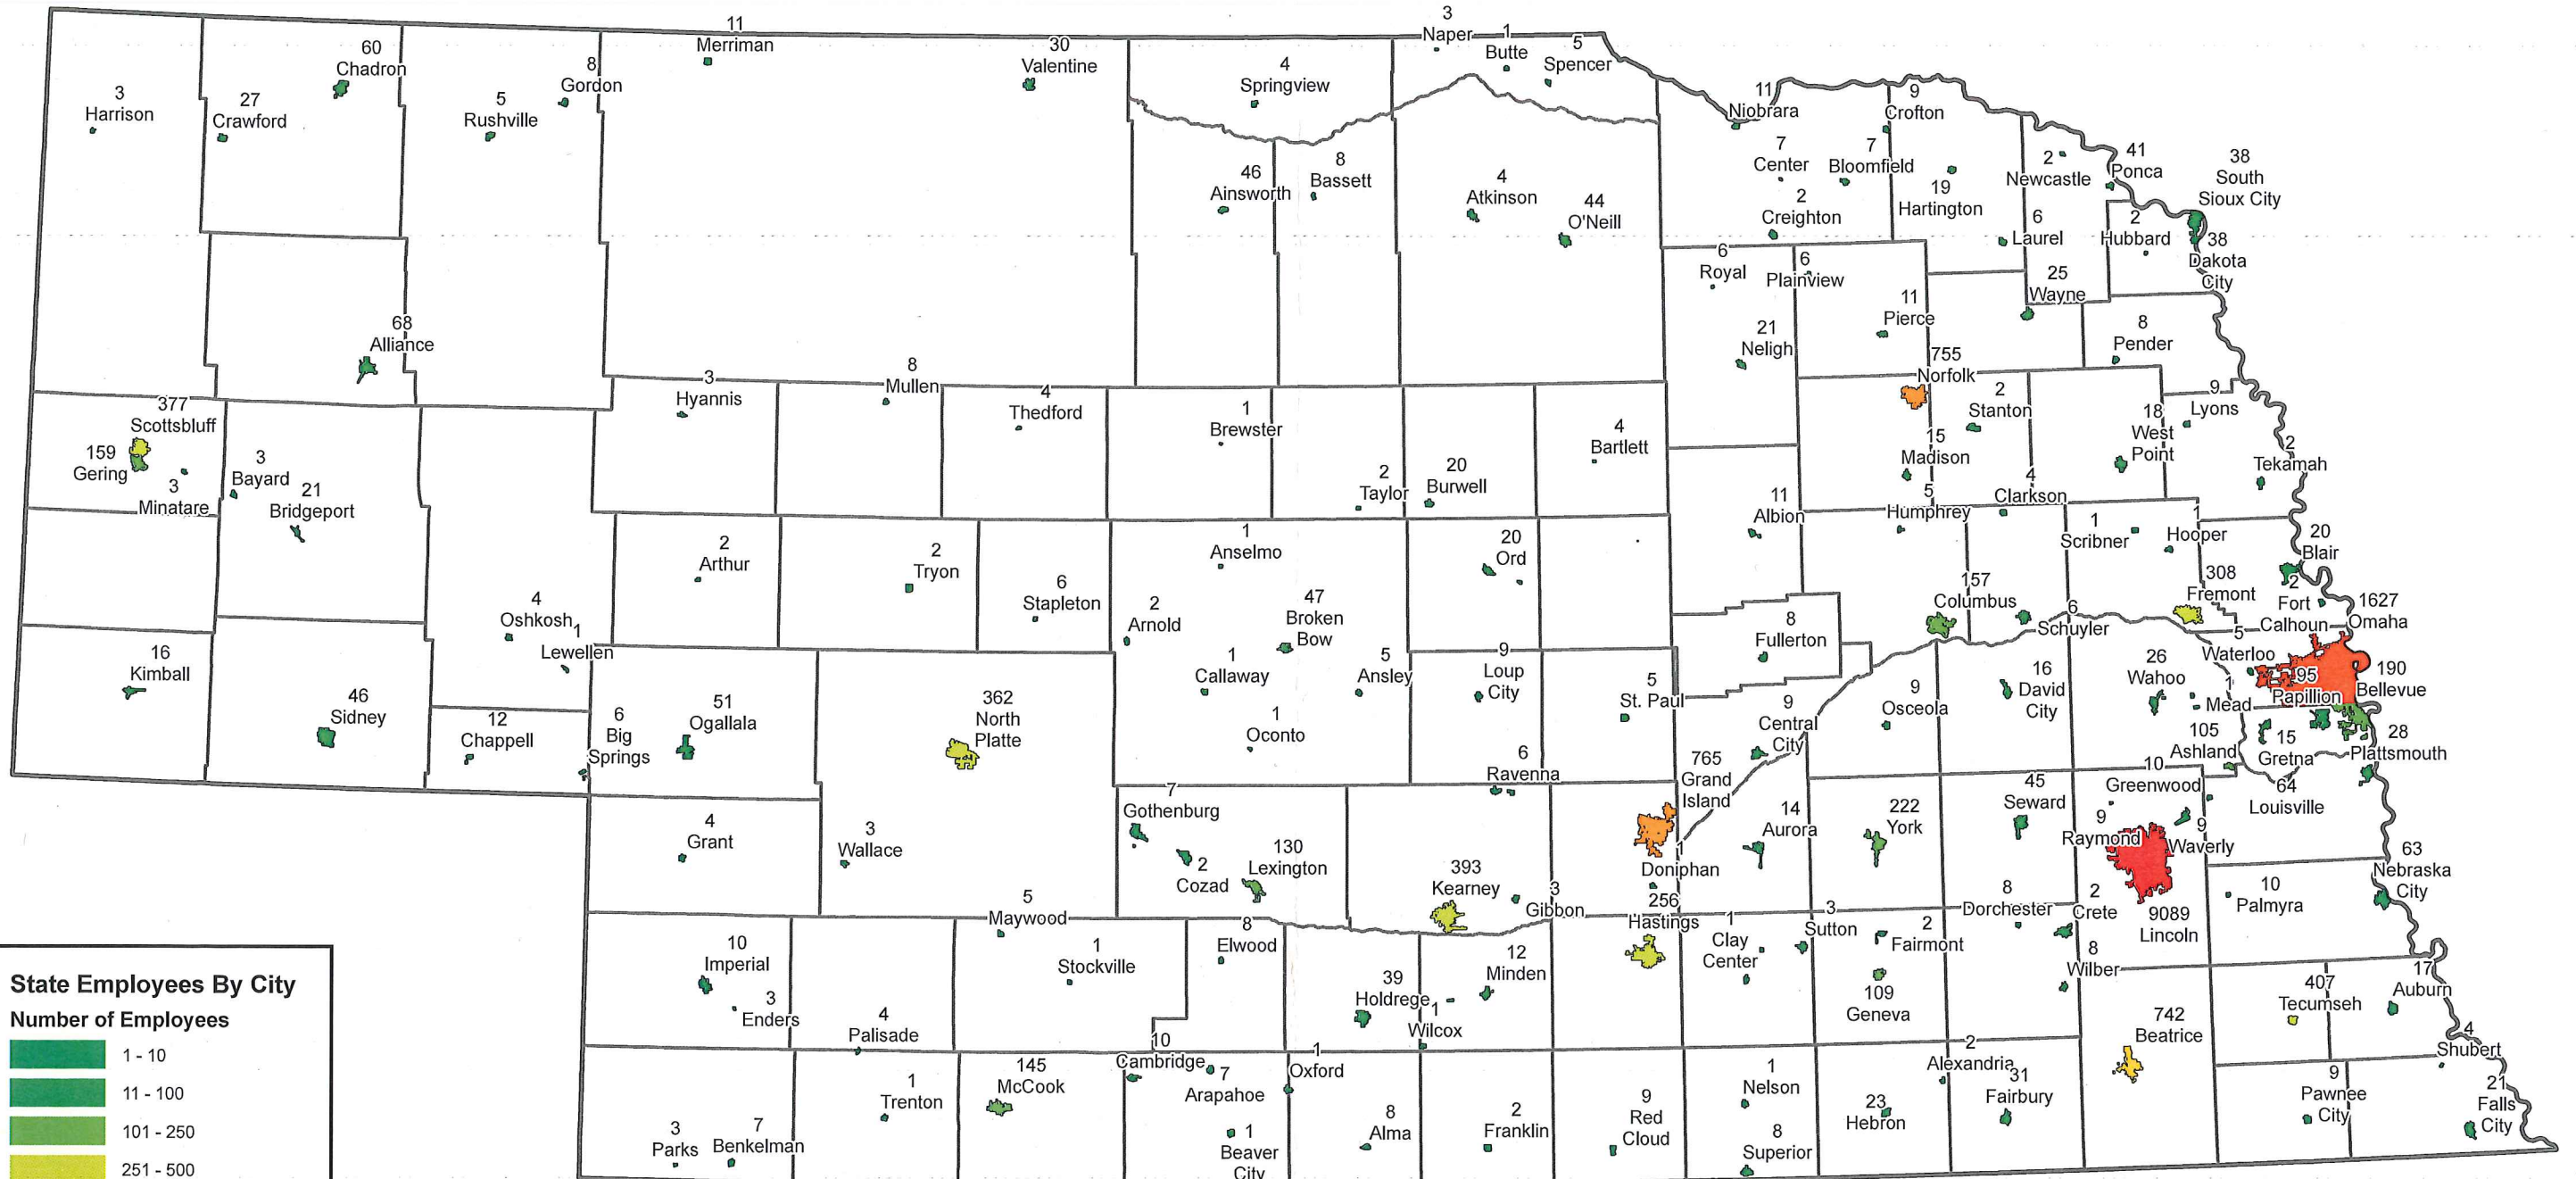 11
Merriman
60
Chadron
8
Gordon
30
Valentine
3
Naper
1
Butte
5
Spencer
4
Springview
3
Harrison
27
Crawford
5
Rushville
11
Niobrara
9
Crofton
7
Center
7
Bloomfield
2
Creighton
19
Hartington
2
Newcastle
41
Ponca
38
South
Sioux City
46
Ainsworth
8
Bassett
4
Atkinson
44
O'Neill
6
Laurel
2
Hubbard
38
Dakota
City
6
Royal
6
Plainview
25
Wayne
11
Pierce
21
Neligh
8
Pender
68
Alliance
755
Norfolk
3
Hyannis
8
Mullen
4
Thedford
1
Brewster
2
Taylor
20
Burwell
4
Bartlett
2
Stanton
18
West
Point
9
Lyons
2
Tekamah
377
Scottsbluff
159
Gering
3
Minatare
3
Bayard
21
Bridgeport
15
Madison
5
Humphrey
4
Clarkson
11
Albion
1
Scribner
1
Hooper
20
Blair
2
Arthur
2
Tryon
6
Stapleton
1
Anselmo
2
Arnold
47
Broken
Bow
20
Ord
4
Oshkosh
1
Lewellen
1
Callaway
5
Ansley
1
Oconto
9
Loup
City
8
Fullerton
157
Columbus
6
Schuyler
308
Fremont
2
Fort
Calhoun
1627
Omaha
5
Waterloo
95
Papillion
190
Bellevue
16
Kimball
46
Sidney
12
Chappell
6
Big
Springs
51
Ogallala
362
North
Platte
5
St. Paul
9
Central
City
9
Osceola
16
David
City
26
Wahoo
1
Mead
105
Ashland
15
Gretna
28
Plattsmouth
6
Ravenna
765
Grand
Island
10
Greenwood
64
Louisville
4
Grant
3
Wallace
7
Gothenburg
2
Cozad
130
Lexington
393
Kearney
3
Gibbon
1
Doniphan
14
Aurora
222
York
45
Seward
9
Raymond
9
Waverly
9089
Lincoln
63
Nebraska
City
10
Palmyra
5
Maywood
8
Elwood
256
Hastings
1
Clay
Center
3
Sutton
2
Fairmont
8
Dorchester
2
Crete
8
Wilber
10
Imperial
3
Enders
1
Stockville
39
Holdrege
1
Wilcox
12
Minden
109
Geneva
742
Beatrice
407
Tecumseh
17
Auburn
4
Shubert
4
Palisade
145
McCook
10
Cambridge
7
Arapahoe
1
Oxford
1
Trenton
3
Parks
7
Benkelman
1
Beaver
City
8
Alma
2
Franklin
9
Red
Cloud
1
Nelson
8
Superior
23
Hebron
2
Alexandria
31
Fairbury
9
Pawnee
City
21
Falls
City
State Employees By City
Number of Employees
1 - 10
11 - 100
101 - 250
251 - 500